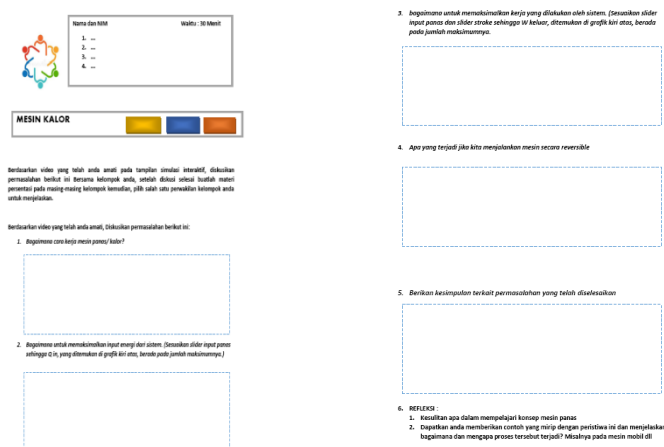 Nama dan NIM Waktu : 30 Menit
1. ...
2. ...
3. ...
4. ...
MESIN KALOR
Berdasarkan video yang telah anda amati pada tampilan simulasi interaktif, diskusikan
permasalahan berikut ini Bersama kelompok anda, setelah diskusi selesai buatlah materi
persentasi pada masing-masing kelompok kemudian, pilih salah satu perwakilan kelompok anda
untuk menjelaskan.
Berdasarkan video yang telah anda amati, Diskusikan permasalahan berikut ini:
1. Bagaimana cara kerja mesin panas/ kalor?
2. Bagaimana untuk memaksimalkan input energi dari sistem. (Sesuaikan slider input panas
sehingga Q in, yang ditemukan di grafik kiri atas, berada pada jumlah maksimumnya.)
3. bagaimana untuk memaksimalkan kerja yang dilakukan oleh sistem. (Sesuaikan slider
input panas dan slider stroke sehingga W keluar, ditemukan di grafik kiri atas, berada
pada jumlah maksimumnya.
4. Apa yang terjadi jika kita menjalankan mesin secara reversible
5. Berikan kesimpulan terkait permasalahan yang telah diselesaikan
6. REFLEKSI :
1. Kesulitan apa dalam mempelajari konsep mesin panas
2. Dapatkan anda memberikan contoh yang mirip dengan peristiwa ini dan menjelaskan
bagaimana dan mengapa proses tersebut terjadi? Misalnya pada mesin mobil dll